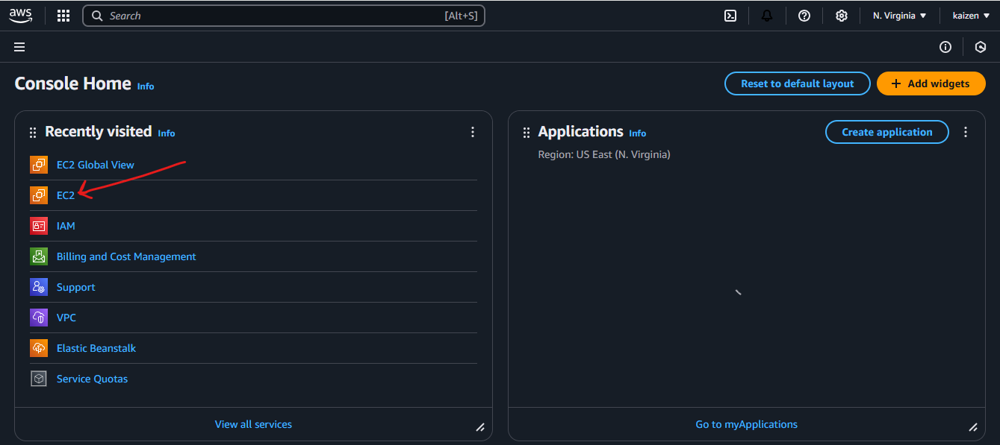 aws
Search [Alt+S] N. Virginia kaizen
Console Home Info Reset to default layout Add widgets
Recently visited Info
EC2 Global View
EC2
IAM
Billing and Cost Management
Support
VPC
Elastic Beanstalk
Service Quotas
View all services
Applications Info Create application
Region: US East (N. Virginia)
Go to myApplications